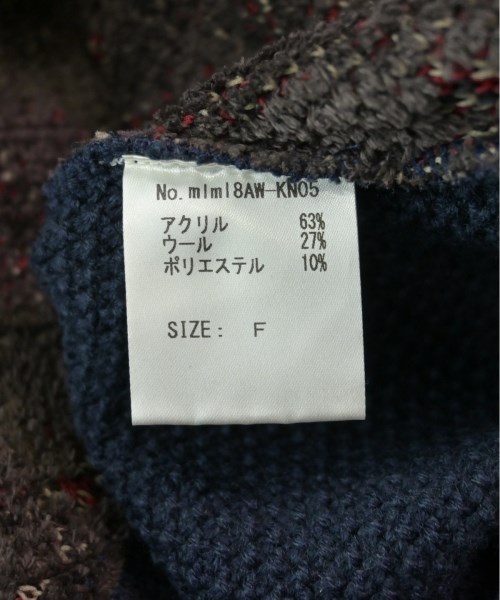 No.mlml8AW-KN05
アクリル 63%
ウール 27%
ポリエステル 10%
SIZE: F